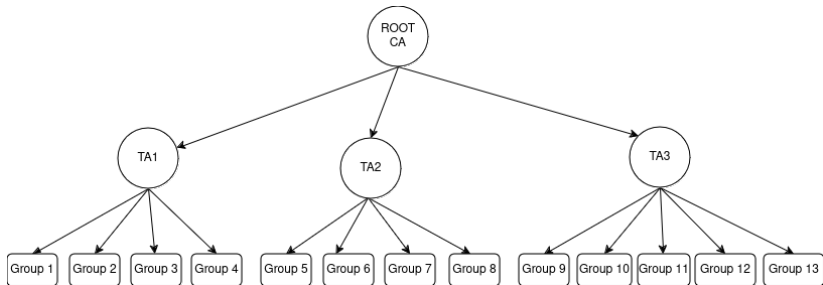 ROOT
CA
TA1
TA2
TA3
Group 1
Group 2
Group 3
Group 4
Group 5
Group 6
Group 7
Group 8
Group 9
Group 10
Group 11
Group 12
Group 13